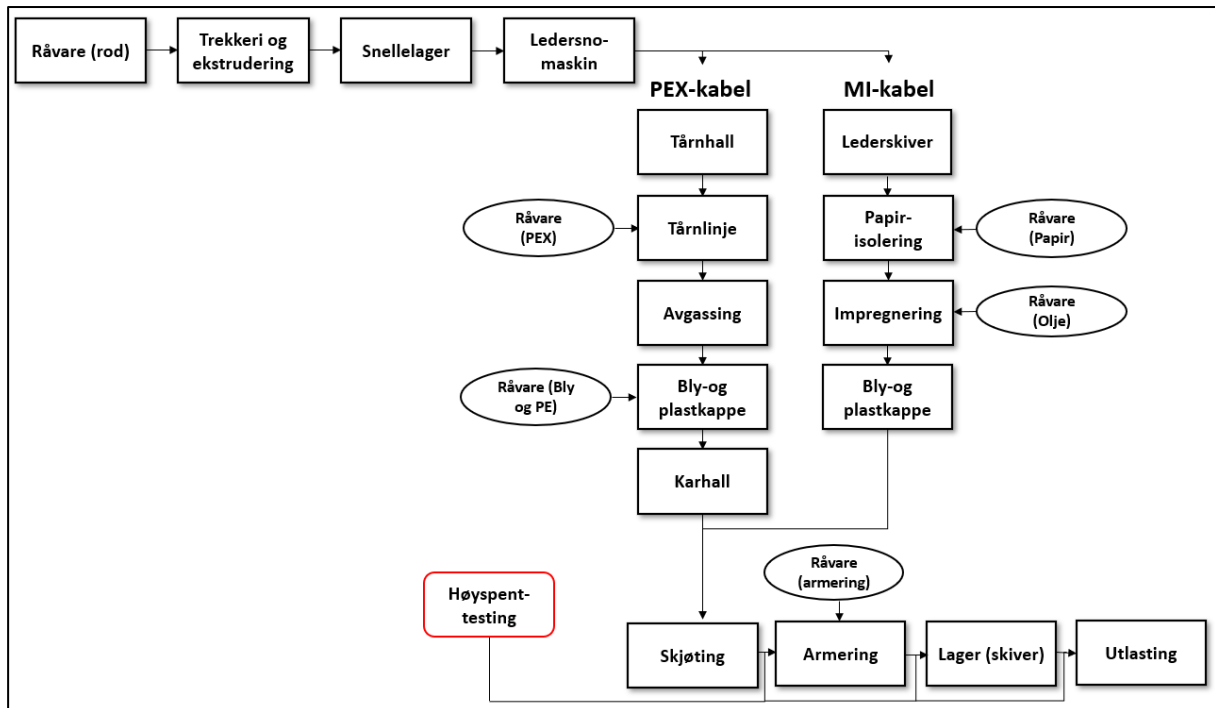 Råvare (rod)
Trekkeri og
ekstrudering
Snellelager
Ledersno-
maskin
PEX-kabel
MI-kabel
Tårnhall
Lederskiver
Råvare
(PEX)
Tårnlinje
Papir-
isolering
Råvare
(Papir)
Avgassing
Impregnering
Råvare
(Olje)
Råvare (Bly
og PE)
Bly-og
plastkappe
Bly-og
plastkappe
Karhall
Råvare
(armering)
Høyspent-
testing
Skjøting
Armering
Lager (skiver)
Utlasting